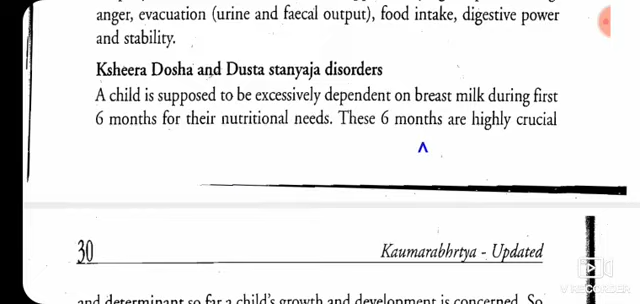 anger, evacuation (urine and faecal output), food intake, digestive power
and stability.
Ksheera Dosha and Dusta stanyaja disorders
A child is supposed to be excessively dependent on breast milk during first
6 months for their nutritional needs. These 6 months are highly crucial
^
30
Kaumarabhrtya - Updated
V RECORDER
and determinant so far a child's growth and development is concerned. So